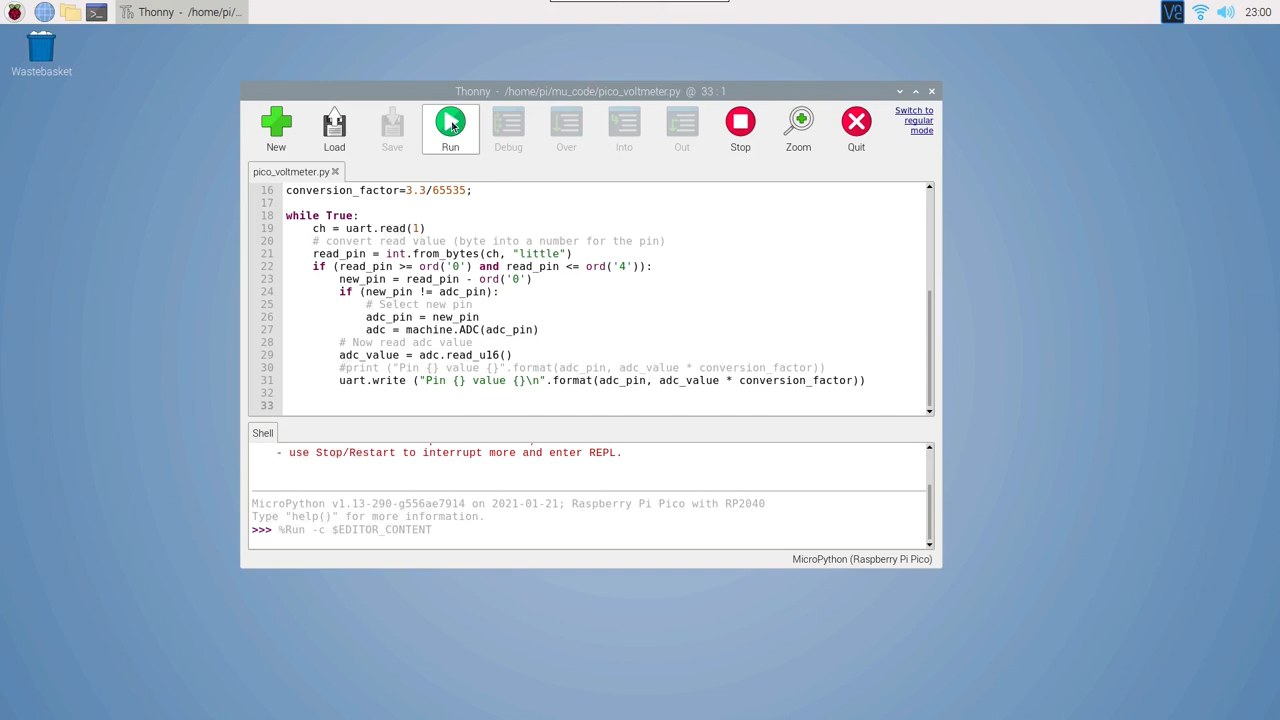 Thonny - /home/pi/...
23:00
Wastebasket
Thonny - /home/pi/mu_code/pico_voltmeter.py @ 33 : 1
New
Load
Save
Run
Debug
Over
Into
Out
Stop
Zoom
Quit
Switch to
regular
mode
pico_voltmeter.py
16 conversion_factor=3.3/65535;
17
18 while True:
19 ch = uart.read(1)
20 # convert read value (byte into a number for the pin)
21 read_pin = int.from_bytes(ch, "little")
22 if (read_pin >= ord('0') and read_pin <= ord('4')):
23 new_pin = read_pin - ord('0')
24 if (new_pin != adc_pin):
25 # Select new pin
26 adc_pin = new_pin
27 adc = machine.ADC(adc_pin)
28 # Now read adc value
29 adc_value = adc.read_u16()
30 #print ("Pin {} value {}".format(adc_pin, adc_value * conversion_factor))
31 uart.write ("Pin {} value {}\n".format(adc_pin, adc_value * conversion_factor))
32
33
Shell
- use Stop/Restart to interrupt more and enter REPL.
MicroPython v1.13-290-g556ae7914 on 2021-01-21; Raspberry Pi Pico with RP2040
Type "help()" for more information.
>>> %Run -c $EDITOR_CONTENT
MicroPython (Raspberry Pi Pico)